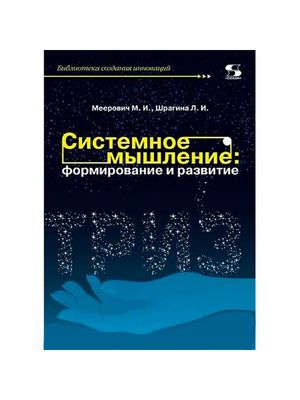 Библиотека создания инноваций
Меерович М. И., Шрагина Л. И.
Системное
мышление:
формирование и развитие
ТРИЗ